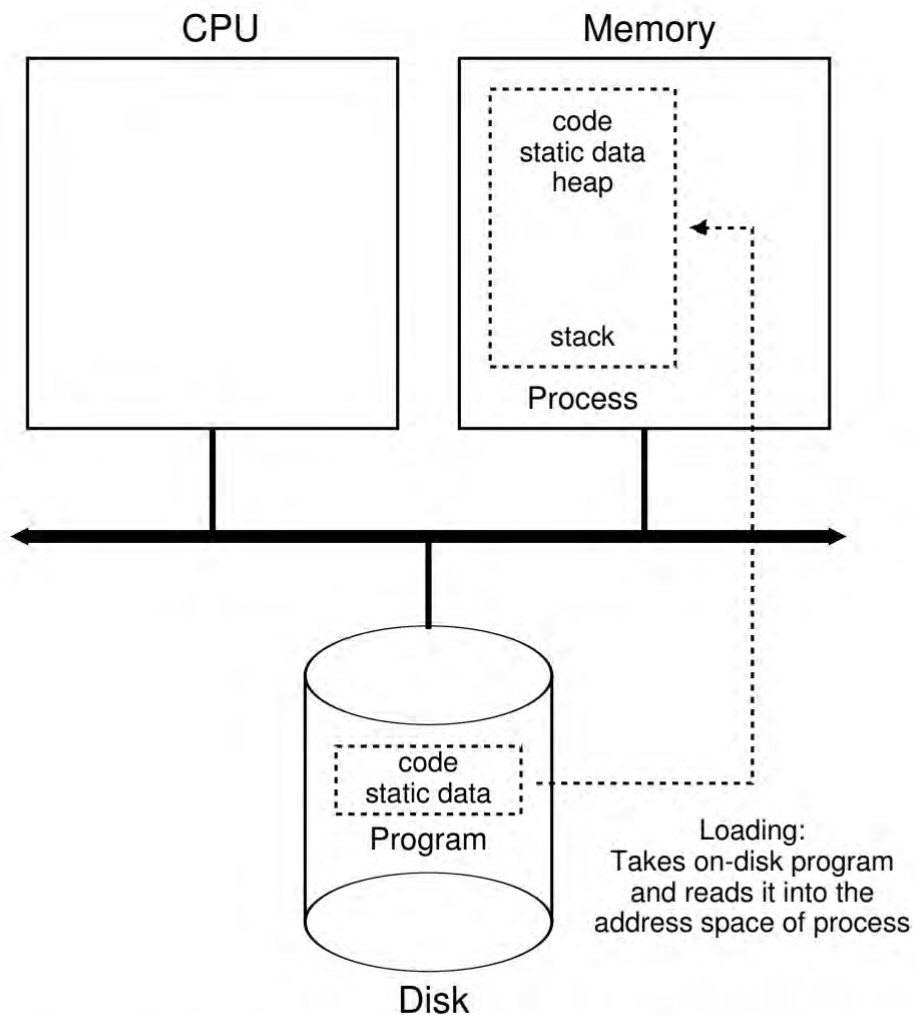 CPU
Memory
code
static data
heap
stack
Process
code
static data
Program
Loading:
Takes on-disk program
and reads it into the
address space of process
Disk